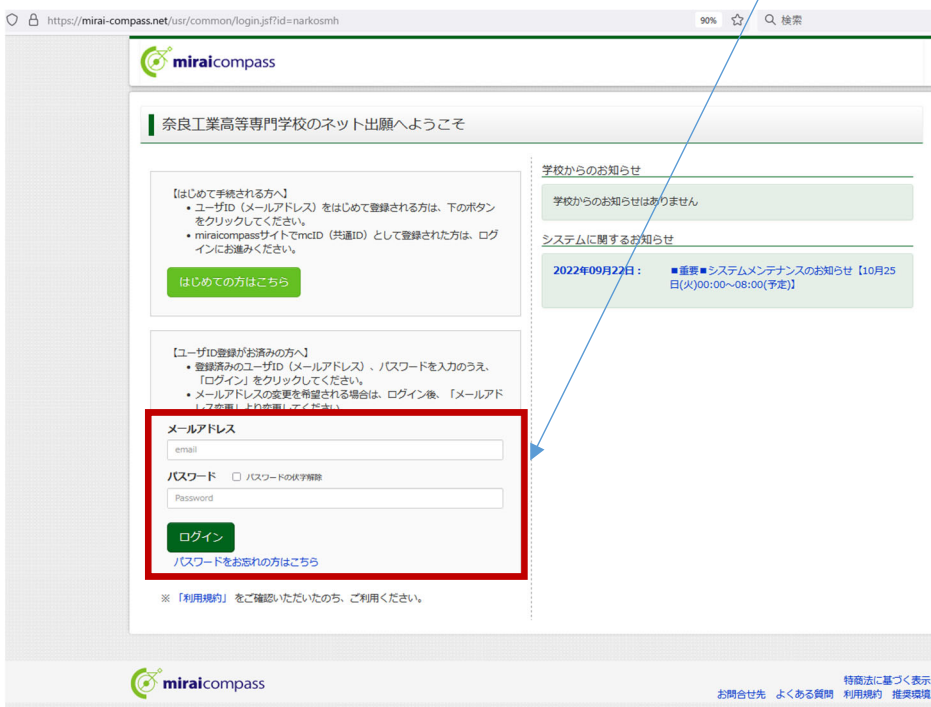 https://mirai-compass.net/usr/common/login.jsf?id=narkosmh
90%
検索
miraicompass
奈良工業高等専門学校のネット出願へようこそ
【はじめて手続される方へ】
• ユーザID（メールアドレス）をはじめて登録される方は、下のボタン
をクリックしてください。
• miraicompassサイトでmcID（共通ID）として登録された方は、ログ
インにお進みください。
はじめての方はこちら
【ユーザID登録がお済みの方へ】
• 登録済みのユーザID（メールアドレス）、パスワードを入力のうえ、
「ログイン」をクリックしてください。
• メールアドレスの変更を希望される場合は、ログイン後、「メールアド
レス変更」より変更してください
メールアドレス
email
パスワード パスワードの伏字解除
Password
ログイン
パスワードをお忘れの方はこちら
※ 「利用規約」 をご確認いただいたのち、ご利用ください。
学校からのお知らせ
学校からのお知らせはありません
システムに関するお知らせ
2022年09月22日： ■重要■システムメンテナンスのお知らせ【10月25
日(火)00:00～08:00(予定)】
miraicompass
特商法に基づく表示
お問合せ先 よくある質問 利用規約 推奨環境